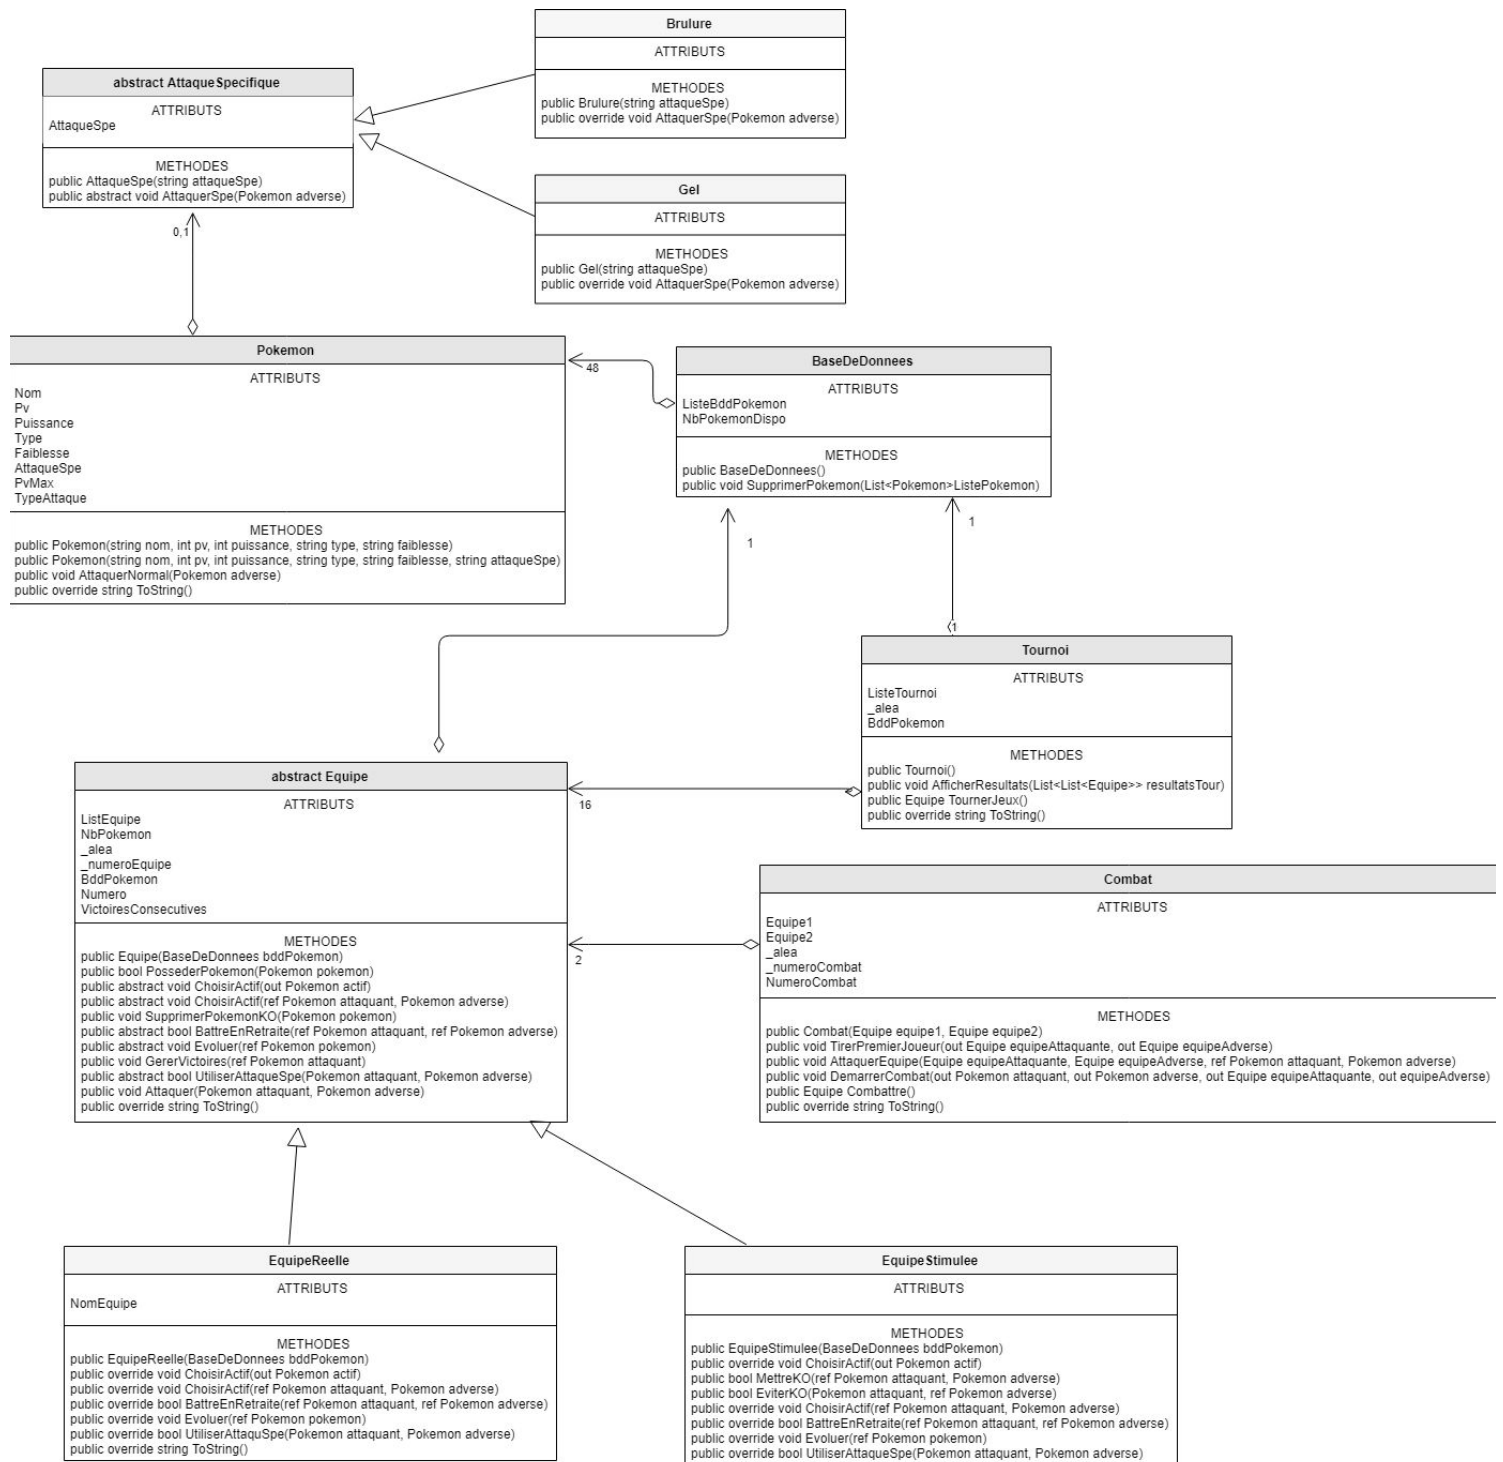 Brulure
ATTRIBUTS
METHODES
public Brulure(string attaqueSpe)
public override void AttaquerSpe(Pokemon adverse)
abstract AttaqueSpecifique
ATTRIBUTS
AttaqueSpe
METHODES
public AttaqueSpe(string attaqueSpe)
public abstract void AttaquerSpe(Pokemon adverse)
Gel
ATTRIBUTS
METHODES
public Gel(string attaqueSpe)
public override void AttaquerSpe(Pokemon adverse)
0,1
Pokemon
ATTRIBUTS
Nom
Pv
Puissance
Type
Faiblesse
AttaqueSpe
PvMax
TypeAttaque
METHODES
public Pokemon(string nom, int pv, int puissance, string type, string faiblesse)
public Pokemon(string nom, int pv, int puissance, string type, string faiblesse, string attaqueSpe)
public void AttaquerNormal(Pokemon adverse)
public override string ToString()
48
BaseDeDonnees
ATTRIBUTS
ListeBddPokemon
NbPokemonDispo
METHODES
public BaseDeDonnees()
public void SupprimerPokemon(List<Pokemon>ListePokemon)
1
1
1
Tournoi
ATTRIBUTS
ListeTournoi
_alea
BddPokemon
METHODES
public Tournoi()
public void AfficherResultats(List<List<Equipe>> resultatsTour)
public Equipe TournerJeux()
public override string ToString()
abstract Equipe
ATTRIBUTS
ListEquipe
NbPokemon
_alea
_numeroEquipe
BddPokemon
Numero
VictoiresConsecutives
METHODES
public Equipe(BaseDeDonnees bddPokemon)
public bool PossederPokemon(Pokemon pokemon)
public abstract void ChoisirActif(out Pokemon actif)
public abstract void ChoisirActif(ref Pokemon attaquant, Pokemon adverse)
public void SupprimerPokemonKO(Pokemon pokemon)
public abstract bool BattreEnRetraite(ref Pokemon attaquant, ref Pokemon adverse)
public abstract void Evoluer(ref Pokemon pokemon)
public void GererVictoires(ref Pokemon attaquant)
public abstract bool UtiliserAttaqueSpe(Pokemon attaquant, Pokemon adverse)
public void Attaquer(Pokemon attaquant, Pokemon adverse)
public override string ToString()
16
2
Combat
ATTRIBUTS
Equipe1
Equipe2
_alea
_numeroCombat
NumeroCombat
METHODES
public Combat(Equipe equipe1, Equipe equipe2)
public void TirerPremierJoueur(out Equipe equipeAttaquante, out Equipe equipeAdverse)
public void AttaquerEquipe(Equipe equipeAttaquante, Equipe equipeAdverse, ref Pokemon attaquant, Pokemon adverse)
public void DemarrerCombat(out Pokemon attaquant, out Pokemon adverse, out Equipe equipeAttaquante, out equipeAdverse)
public Equipe Combattre()
public override string ToString()
EquipeReelle
ATTRIBUTS
NomEquipe
METHODES
public EquipeReelle(BaseDeDonnees bddPokemon)
public override void ChoisirActif(out Pokemon actif)
public override void ChoisirActif(ref Pokemon attaquant, Pokemon adverse)
public override bool BattreEnRetraite(ref Pokemon attaquant, ref Pokemon adverse)
public override void Evoluer(ref Pokemon pokemon)
public override bool UtiliserAttaquSpe(Pokemon attaquant, Pokemon adverse)
public override string ToString()
EquipeStimulee
ATTRIBUTS
METHODES
public EquipeStimulee(BaseDeDonnees bddPokemon)
public override void ChoisirActif(out Pokemon actif)
public bool MettreKO(ref Pokemon attaquant, Pokemon adverse)
public bool EviterKO(Pokemon attaquant, ref Pokemon adverse)
public override void ChoisirActif(ref Pokemon attaquant, Pokemon adverse)
public override bool BattreEnRetraite(ref Pokemon attaquant, ref Pokemon adverse)
public override void Evoluer(ref Pokemon pokemon)
public override bool UtiliserAttaqueSpe(Pokemon attaquant, Pokemon adverse)